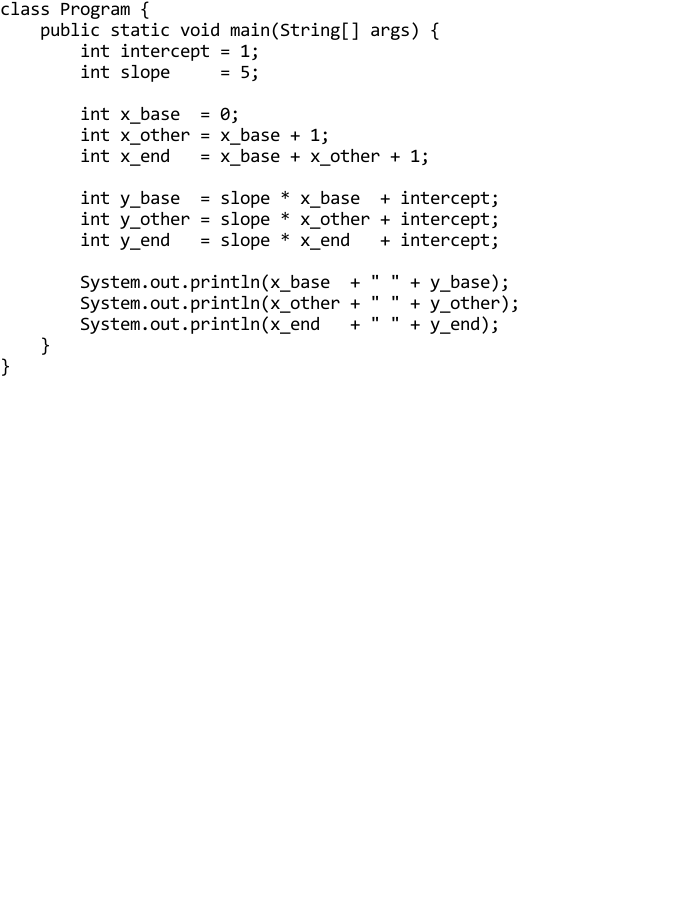 class Program {
    public static void main(String[] args) {
        int intercept = 1;
        int slope     = 5;

        int x_base  = 0;
        int x_other = x_base + 1;
        int x_end   = x_base + x_other + 1;

        int y_base  = slope * x_base  + intercept;
        int y_other = slope * x_other + intercept;
        int y_end   = slope * x_end   + intercept;

        System.out.println(x_base  + " " + y_base);
        System.out.println(x_other + " " + y_other);
        System.out.println(x_end   + " " + y_end);
    }
}